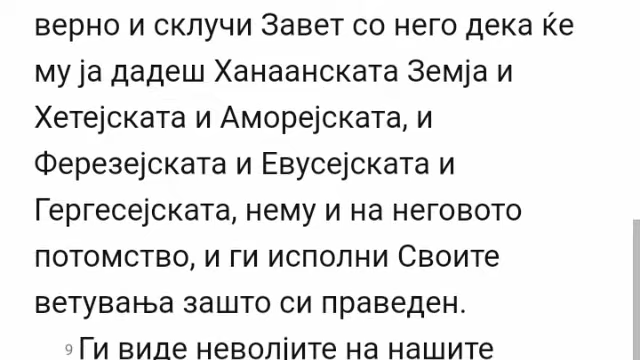 верно и склучи Завет со него дека ќе
му ја дадеш Ханаанската Земја и
Хетејската и Аморејската, и
Ферезејската и Евусејската и
Гергесејската, нему и на неговото
потомство, и ги исполни Своите
ветувања зашто си праведен.
9 Ги виде неволјите на нашите